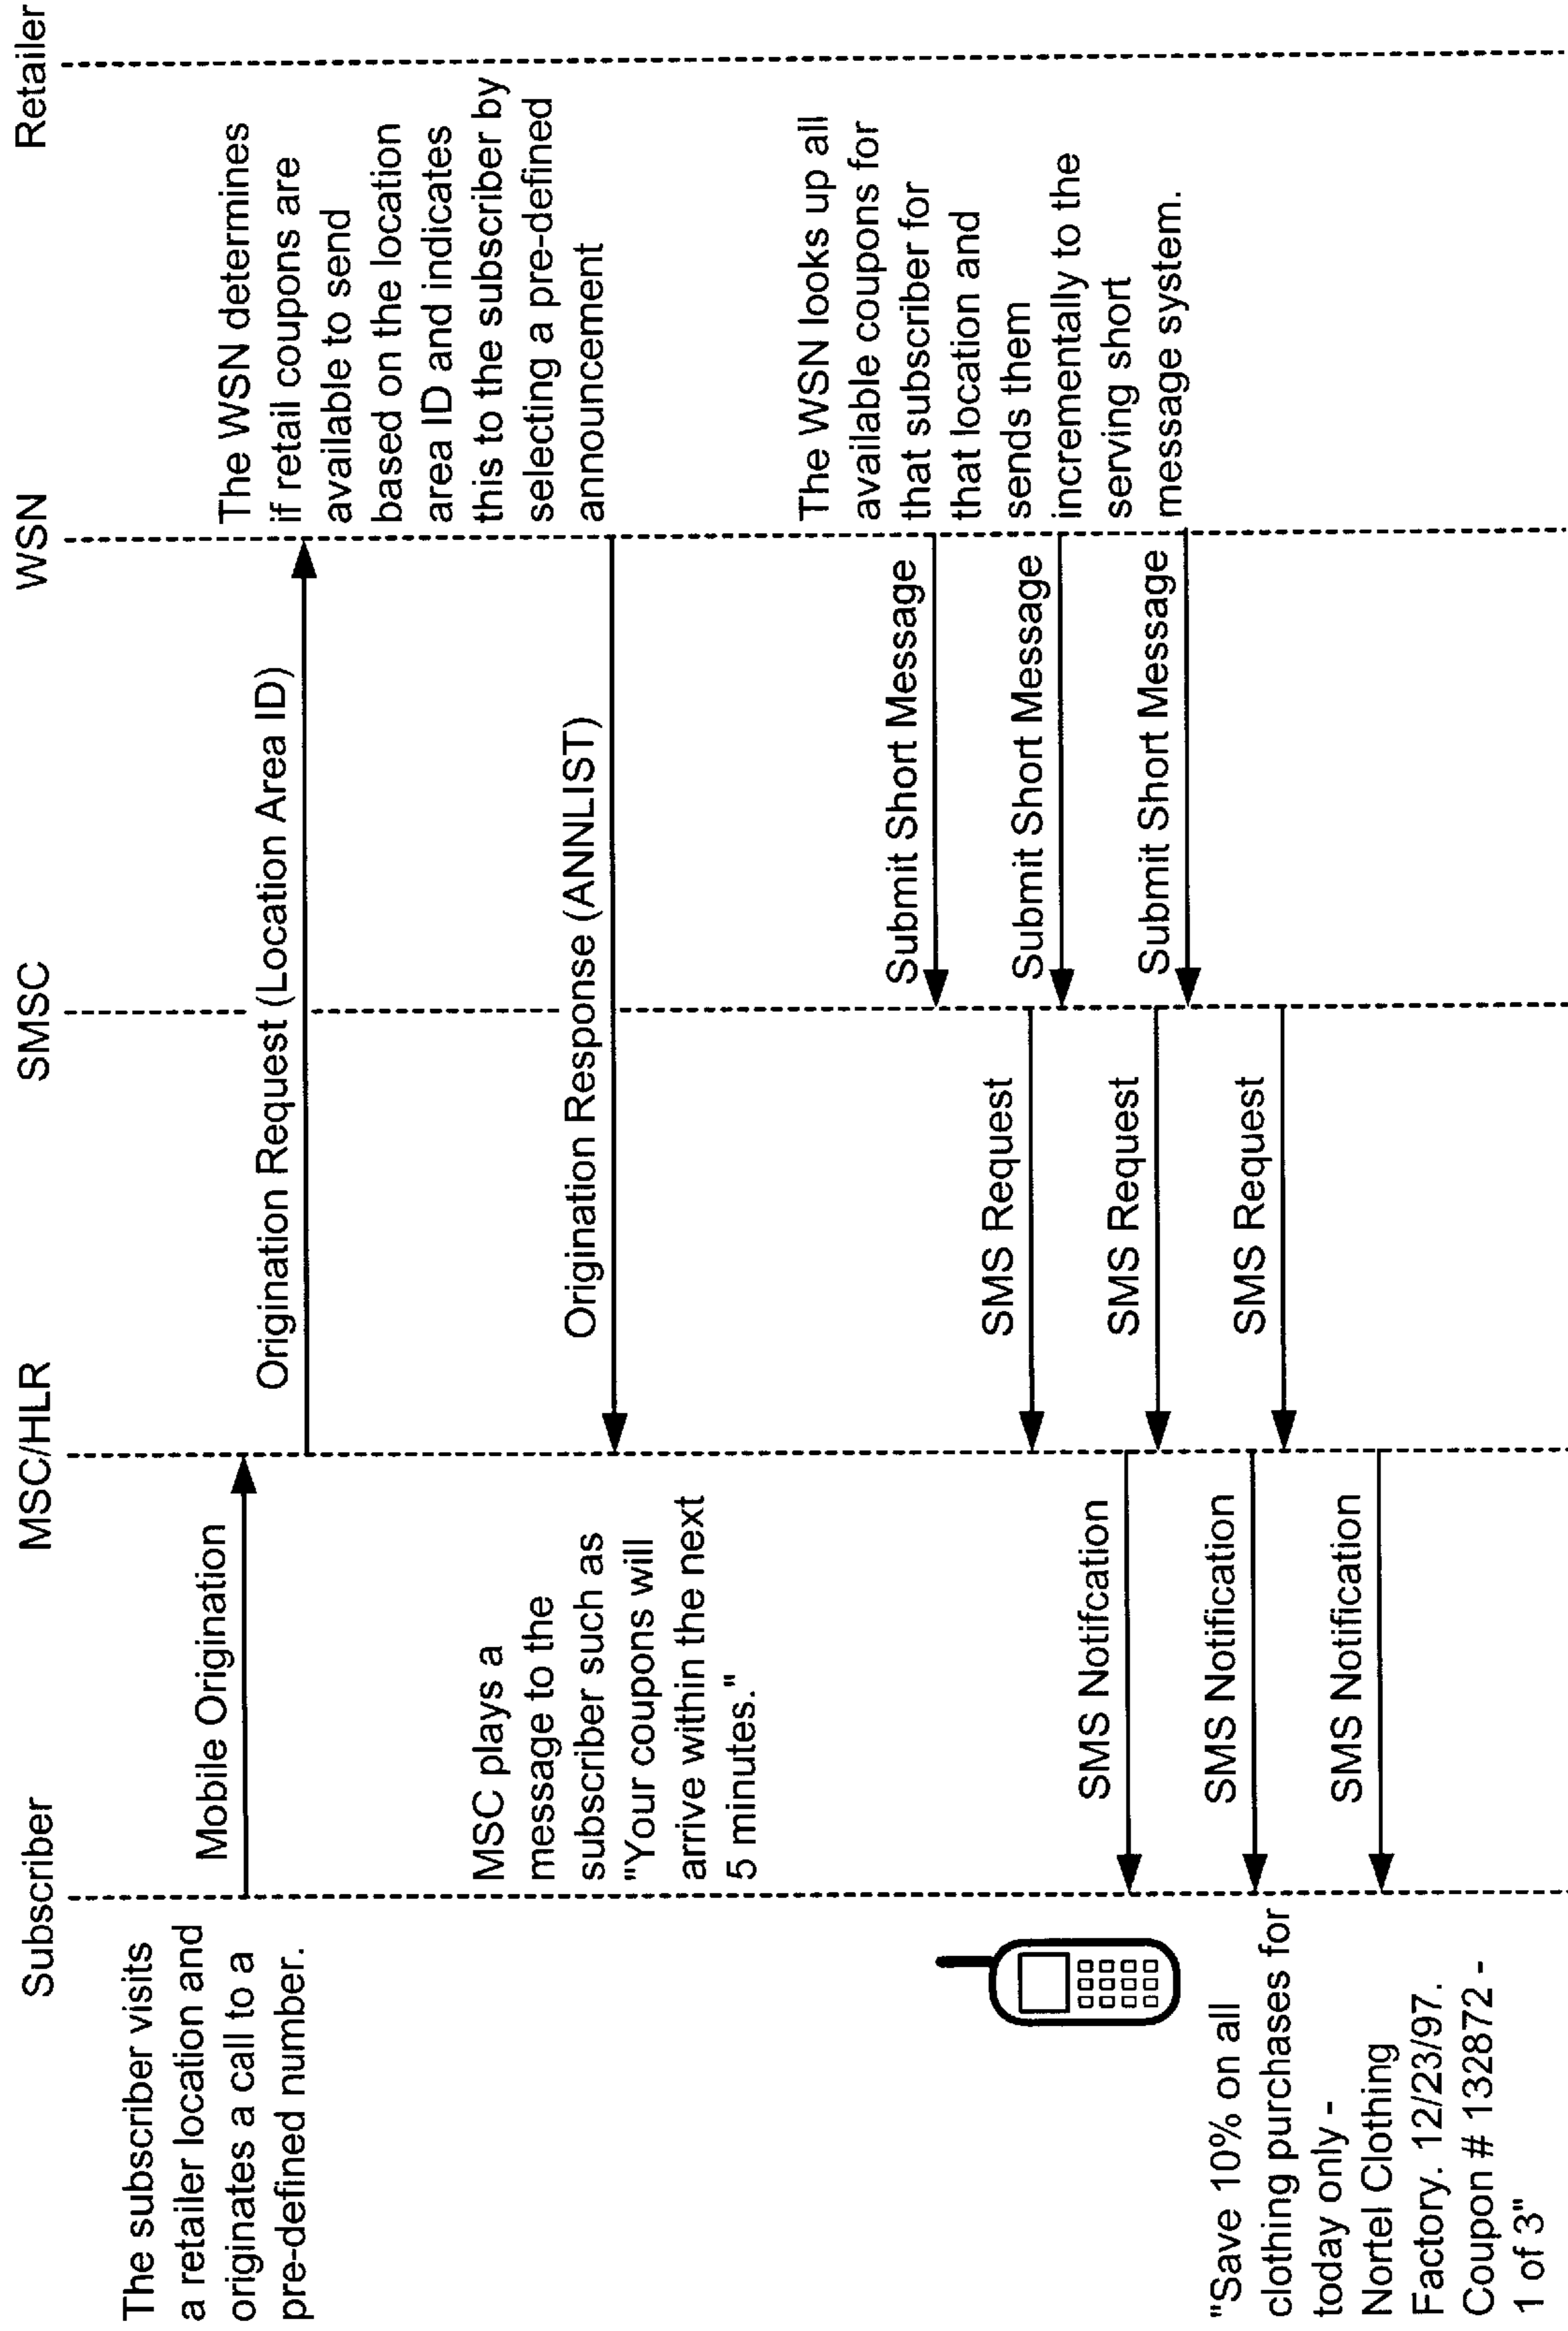 Subscriber
MSC/HLR
SMSC
WSN
Retailer
The subscriber visits
a retailer location and
originates a call to a
pre-defined number.
Mobile Origination
Origination Request (Location Area ID)
The WSN determines
if retail coupons are
available to send
based on the location
area ID and indicates
this to the subscriber by
selecting a pre-defined
announcement
Origination Response (ANNLIST)
MSC plays a
message to the
subscriber such as
"Your coupons will
arrive within the next
5 minutes."
The WSN looks up all
available coupons for
that subscriber for
that location and
sends them
incrementally to the
serving short
message system.
Submit Short Message
Submit Short Message
Submit Short Message
SMS Request
SMS Request
SMS Request
SMS Notifcation
SMS Notification
SMS Notification
"Save 10% on all
clothing purchases for
today only -
Nortel Clothing
Factory. 12/23/97.
Coupon # 132872 -
1 of 3"